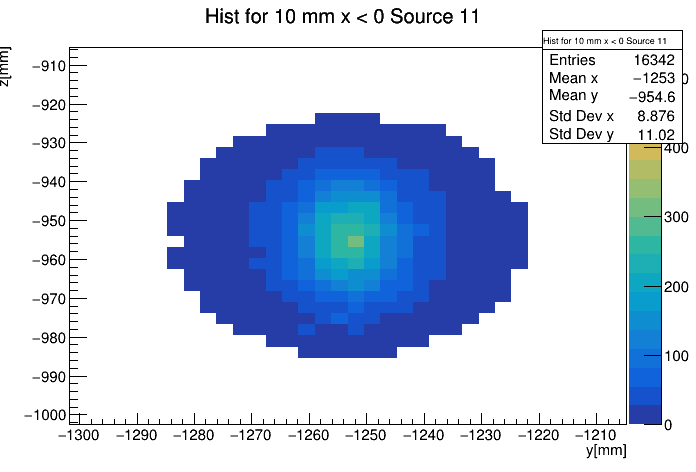 Hist for 10 mm x < 0 Source 11
z[mm]
Hist for 10 mm x < 0 Source 11
Entries 16342
Mean x −1253
Mean y −954.6
Std Dev x 8.876
Std Dev y 11.02
−910
−920
−930
−940
−950
−960
−970
−980
−990
−1000
400
300
200
100
0
−1300 −1290 −1280 −1270 −1260 −1250 −1240 −1230 −1220 −1210
y[mm]